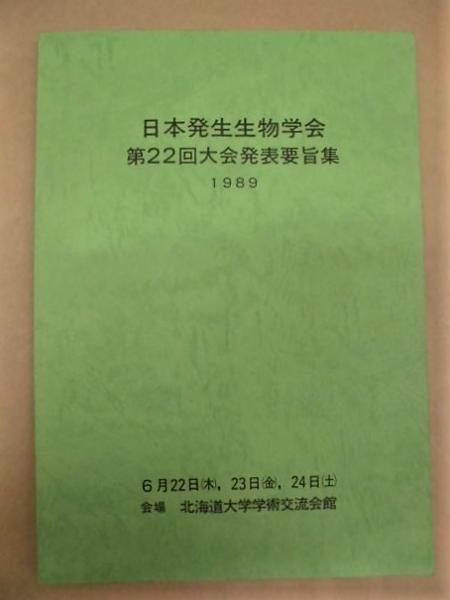 日本発生生物学会
第22回大会発表要旨集
1989
6月22日㈭, 23日㈮, 24日㈯
会場 北海道大学学術交流会館